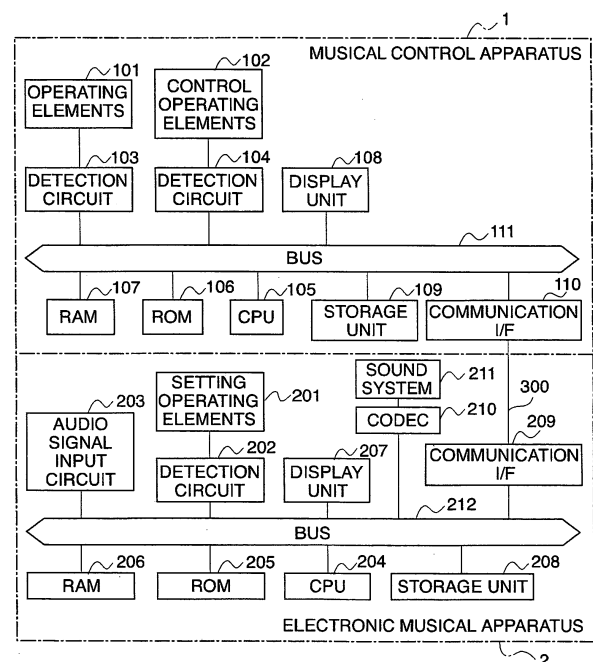 1
MUSICAL CONTROL APPARATUS
101
OPERATING
ELEMENTS
102
CONTROL
OPERATING
ELEMENTS
103
DETECTION
CIRCUIT
104
DETECTION
CIRCUIT
108
DISPLAY
UNIT
111
BUS
107
RAM
106
ROM
105
CPU
109
STORAGE
UNIT
110
COMMUNICATION
I/F
203
AUDIO
SIGNAL
INPUT
CIRCUIT
SETTING
OPERATING
ELEMENTS
201
202
DETECTION
CIRCUIT
207
DISPLAY
UNIT
SOUND
SYSTEM
211
CODEC
210
300
209
COMMUNICATION
I/F
212
BUS
206
RAM
205
ROM
204
CPU
208
STORAGE UNIT
ELECTRONIC MUSICAL APPARATUS
2